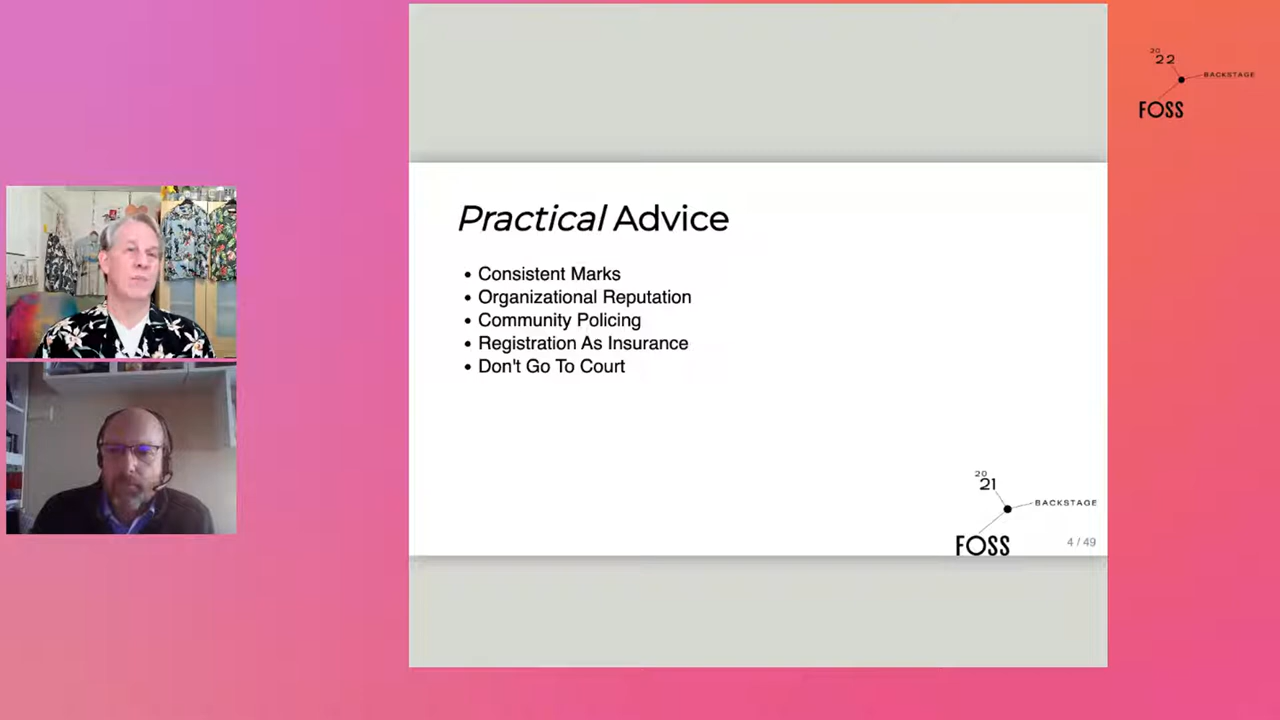 20
22
BACKSTAGE
FOSS
Practical Advice
• Consistent Marks
• Organizational Reputation
• Community Policing
• Registration As Insurance
• Don't Go To Court
20
21
BACKSTAGE
FOSS
4 / 49